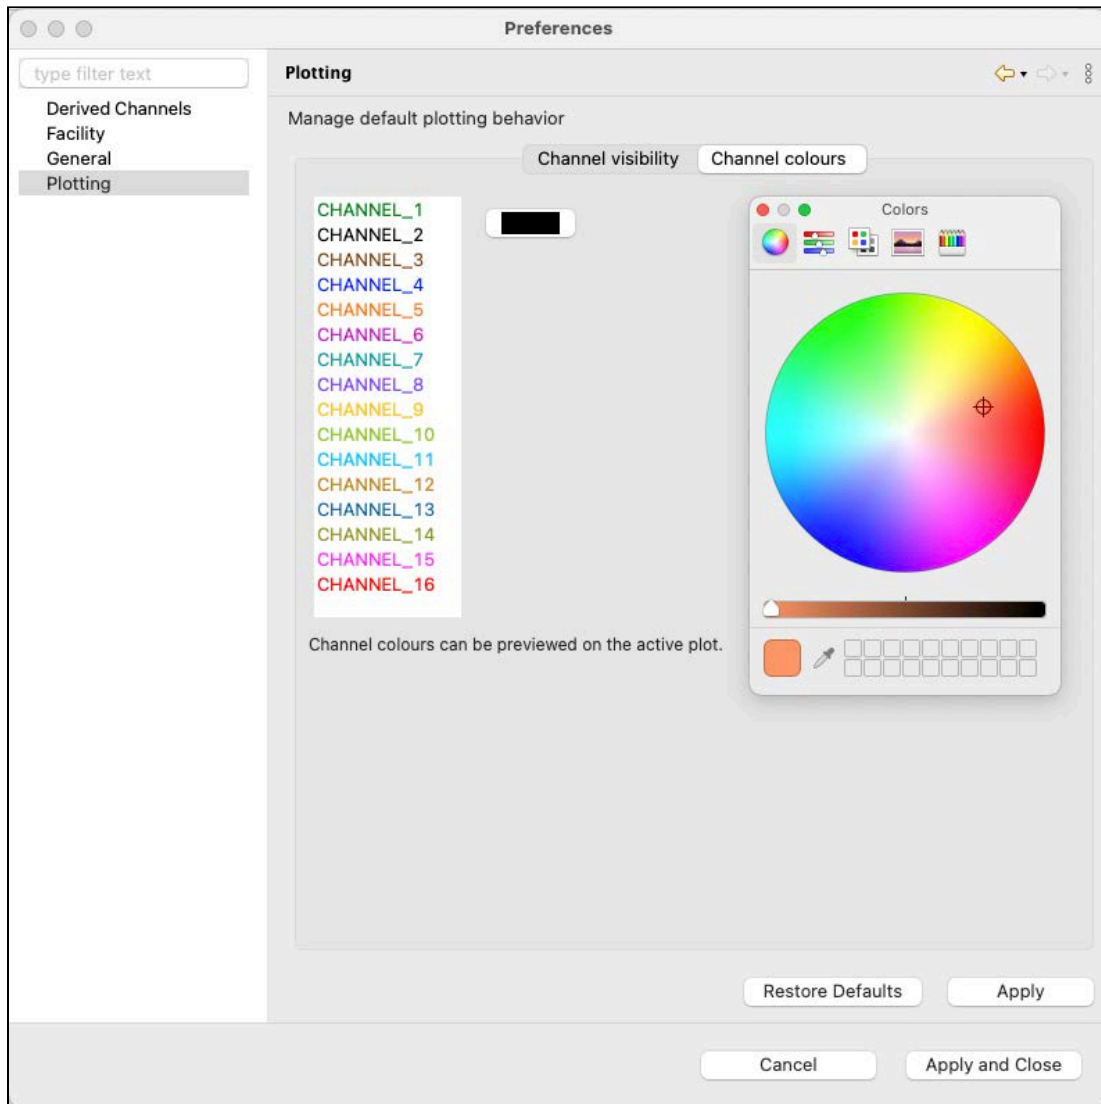 Preferences
type filter text
Derived Channels
Facility
General
Plotting
Plotting
Manage default plotting behavior
Channel visibility
Channel colours
CHANNEL_1
CHANNEL_2
CHANNEL_3
CHANNEL_4
CHANNEL_5
CHANNEL_6
CHANNEL_7
CHANNEL_8
CHANNEL_9
CHANNEL_10
CHANNEL_11
CHANNEL_12
CHANNEL_13
CHANNEL_14
CHANNEL_15
CHANNEL_16
Channel colours can be previewed on the active plot.
Colors
Restore Defaults
Apply
Cancel
Apply and Close